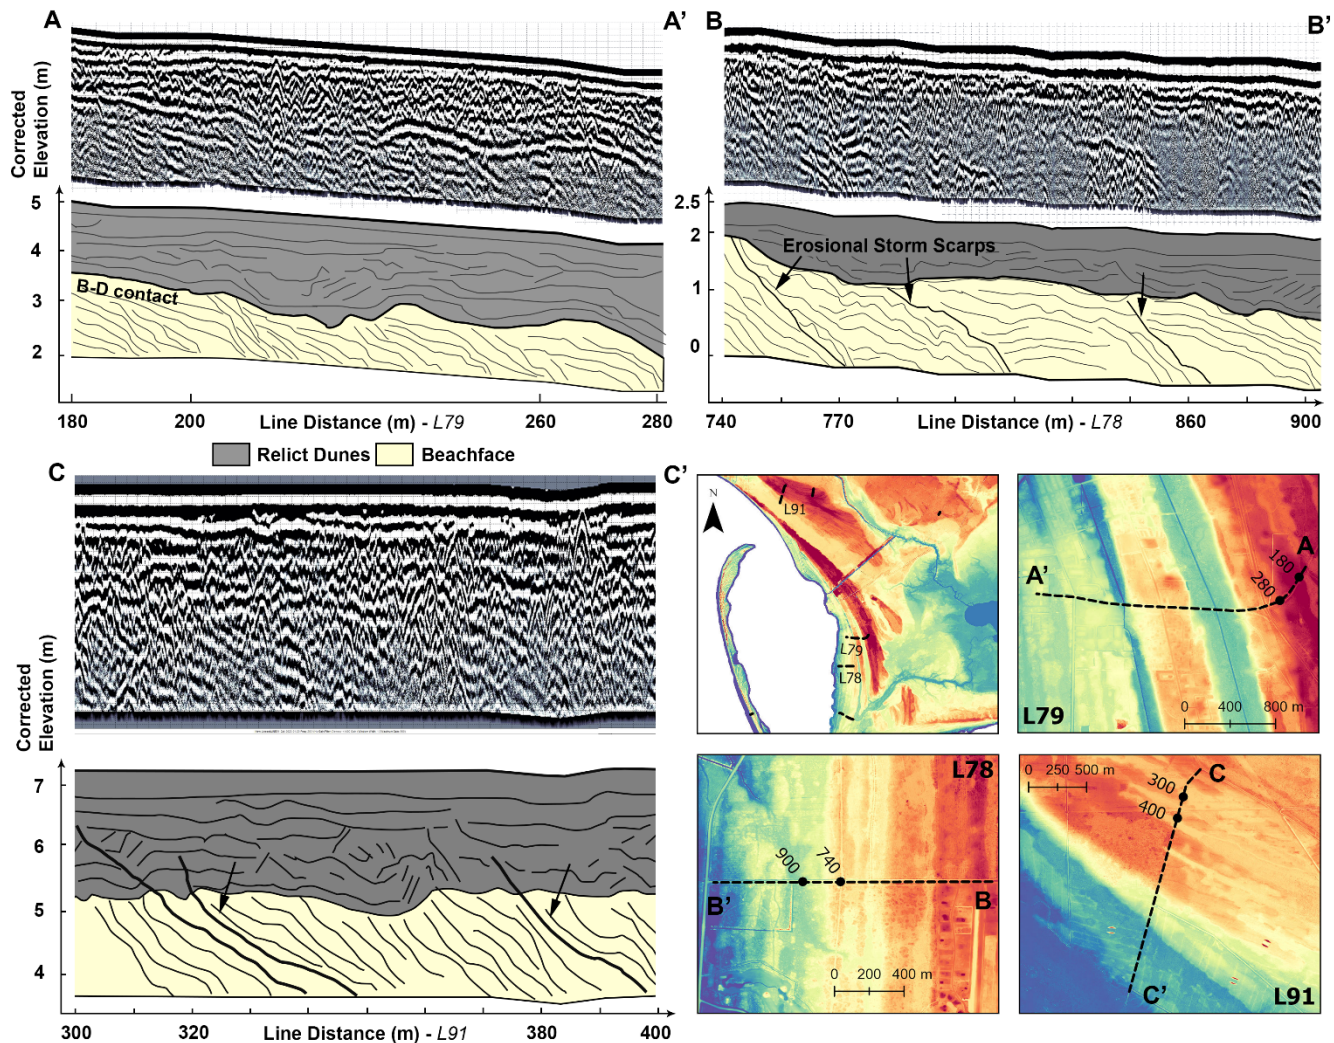 A
A'
B
B'
Corrected
Elevation (m)
5
4
3
2
B-D contact
180
200
Line Distance (m) - L79
260
280
2.5
2
1
0
Erosional Storm Scarps
740
770
Line Distance (m) - L78
860
900
Relict Dunes
Beachface
C
C'
Corrected
Elevation (m)
7
6
5
4
300
320
Line Distance (m) - L91
380
400
N
L91
L79
L78
A'
A
180
280
L79
0 400 800 m
L78
900
740
B'
B
0 200 400 m
0 250 500 m
C
300
400
C'
L91